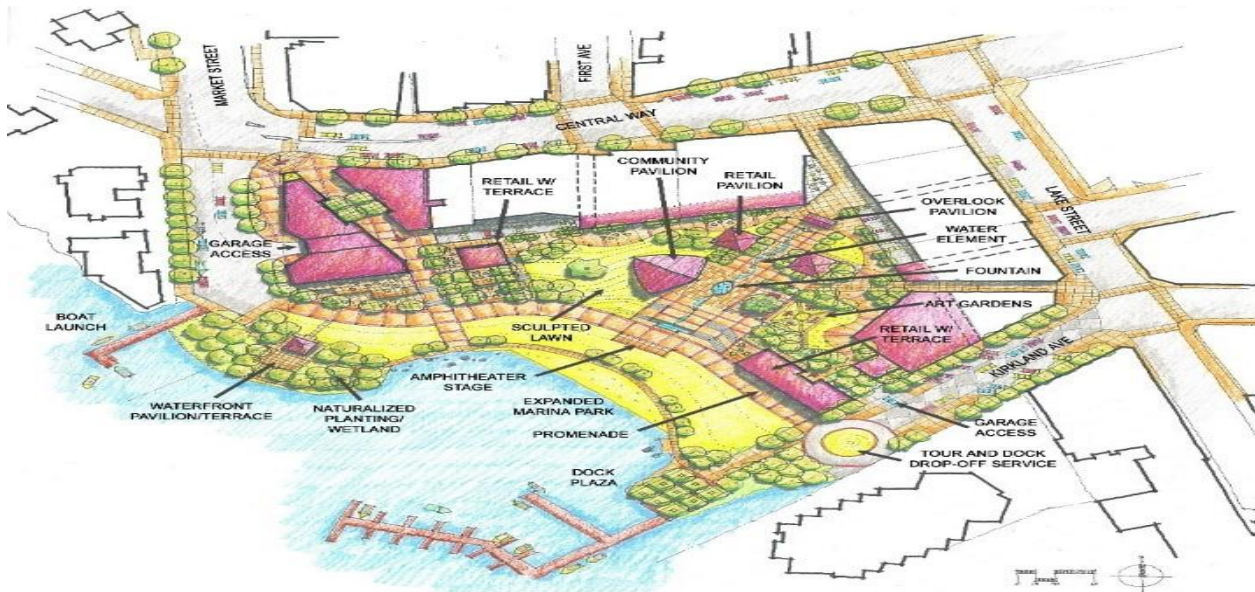 MARKET STREET
FIRST AVE
CENTRAL WAY
COMMUNITY
PAVILION
RETAIL
PAVILION
RETAIL W/
TERRACE
OVERLOOK
PAVILION
LAKE STREET
WATER
ELEMENT
GARAGE
ACCESS
FOUNTAIN
ART GARDENS
BOAT
LAUNCH
SCULPTED
LAWN
RETAIL W/
TERRACE
KIRKLAND AVE
AMPHITHEATER
STAGE
WATERFRONT
PAVILION/TERRACE
NATURALIZED
PLANTING/
WETLAND
EXPANDED
MARINA PARK
PROMENADE
GARAGE
ACCESS
TOUR AND DOCK
DROP-OFF SERVICE
DOCK
PLAZA